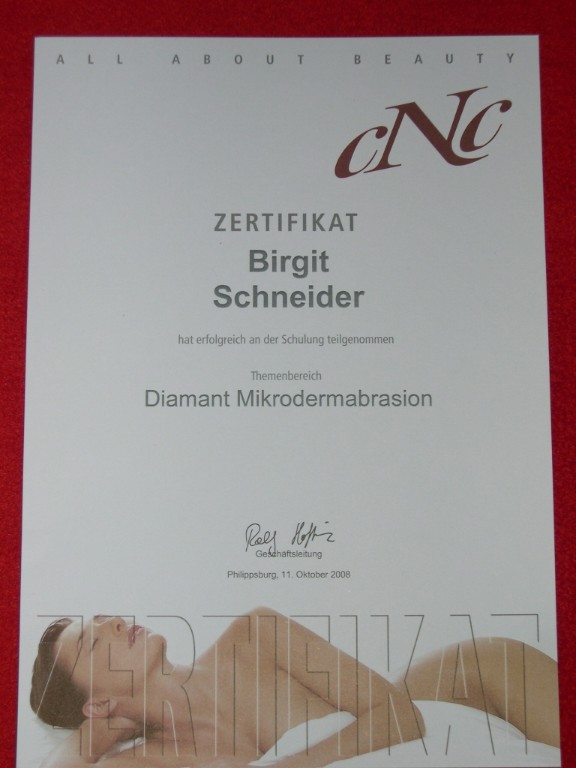 ALL ABOUT BEAUTY
cNc
ZERTIFIKAT
Birgit
Schneider
hat erfolgreich an der Schulung teilgenommen
Themenbereich
Diamant Mikrodermabrasion
Geschäftsleitung
Philippsburg, 11. Oktober 2008
ZERTIFIKAT